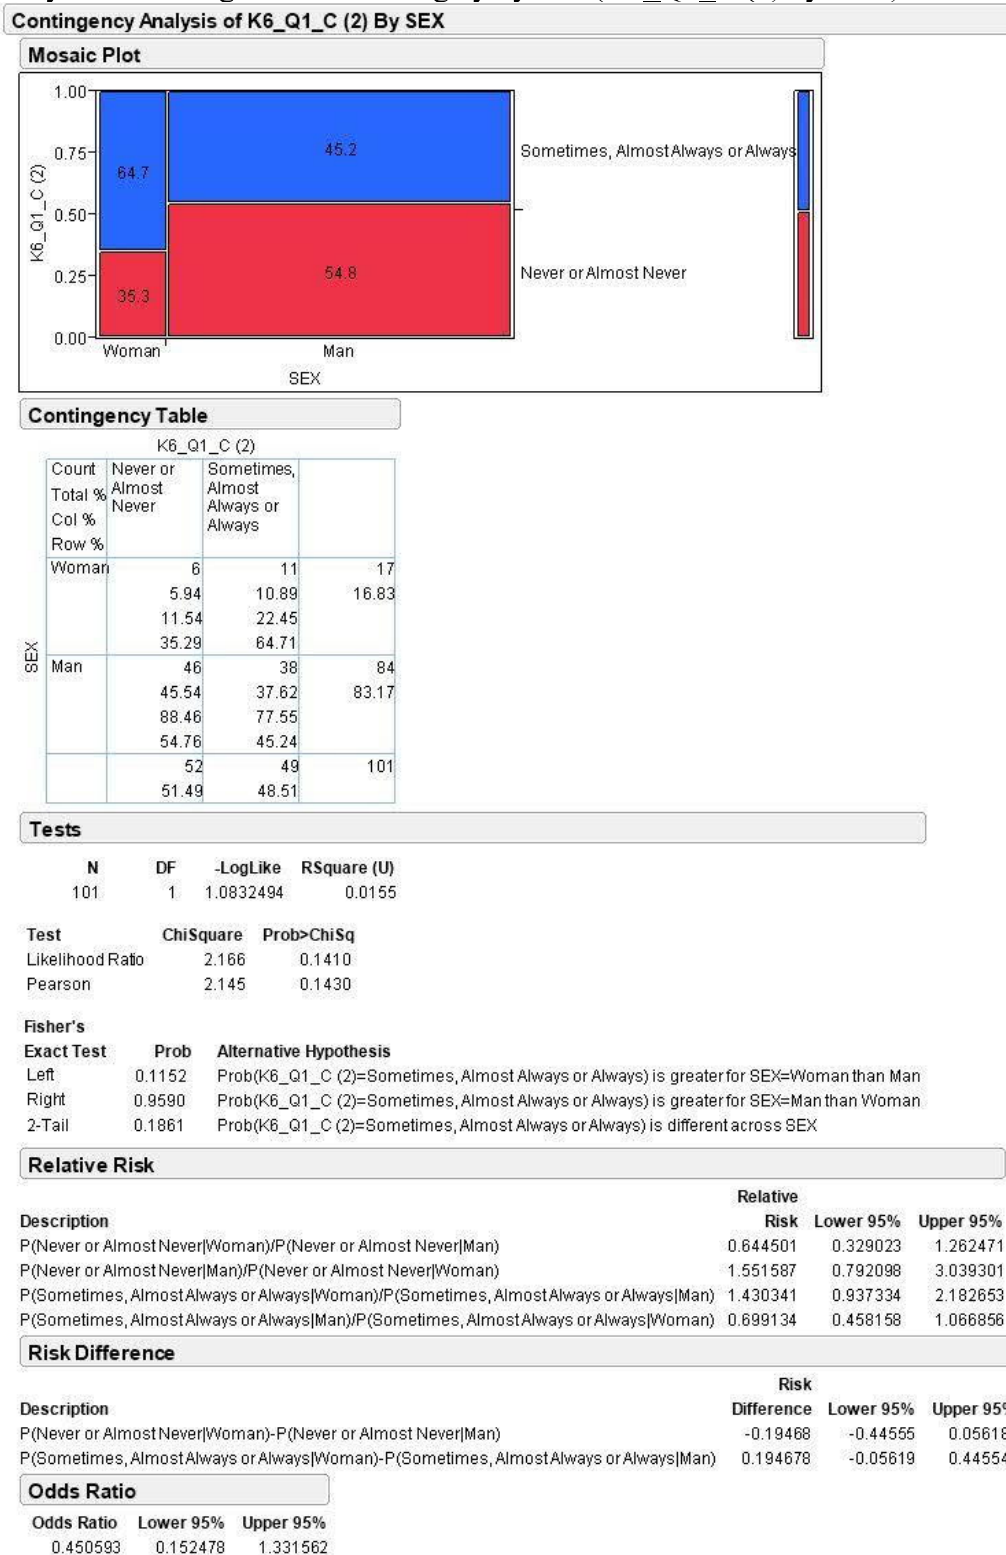 Contingency Analysis of K6_Q1_C (2) By SEX
Mosaic Plot
1.00
0.75
0.50
0.25
0.00
K6_Q1_C (2)
64.7
45.2
35.3
54.8
Sometimes, Almost Always or Always
Never or Almost Never
Woman Man
SEX
Contingency Table
K6_Q1_C (2)
Count Never or Sometimes,
Total % Almost Almost
Col % Never Always or
Row % Always
SEX
Woman 6 11 17
5.94 10.89 16.83
11.54 22.45
35.29 64.71
Man 46 38 84
45.54 37.62 83.17
88.46 77.55
54.76 45.24
52 49 101
51.49 48.51
Tests
N DF -LogLike RSquare (U)
101 1 1.0832494 0.0155
Test ChiSquare Prob>ChiSq
Likelihood Ratio 2.166 0.1410
Pearson 2.145 0.1430
Fisher's
Exact Test Prob Alternative Hypothesis
Left 0.1152 Prob(K6_Q1_C (2)=Sometimes, Almost Always or Always) is greater for SEX=Woman than Man
Right 0.9590 Prob(K6_Q1_C (2)=Sometimes, Almost Always or Always) is greater for SEX=Man than Woman
2-Tail 0.1861 Prob(K6_Q1_C (2)=Sometimes, Almost Always or Always) is different across SEX
Relative Risk
Relative
Description Risk Lower 95% Upper 95%
P(Never or Almost Never|Woman)/P(Never or Almost Never|Man) 0.644501 0.329023 1.262471
P(Never or Almost Never|Man)/P(Never or Almost Never|Woman) 1.551587 0.792098 3.039301
P(Sometimes, Almost Always or Always|Woman)/P(Sometimes, Almost Always or Always|Man) 1.430341 0.937334 2.182653
P(Sometimes, Almost Always or Always|Man)/P(Sometimes, Almost Always or Always|Woman) 0.699134 0.458158 1.066856
Risk Difference
Risk
Description Difference Lower 95% Upper 95%
P(Never or Almost Never|Woman)-P(Never or Almost Never|Man) -0.19468 -0.44555 0.05618
P(Sometimes, Almost Always or Always|Woman)-P(Sometimes, Almost Always or Always|Man) 0.194678 -0.05619 0.44554
Odds Ratio
Odds Ratio Lower 95% Upper 95%
0.450593 0.152478 1.331562